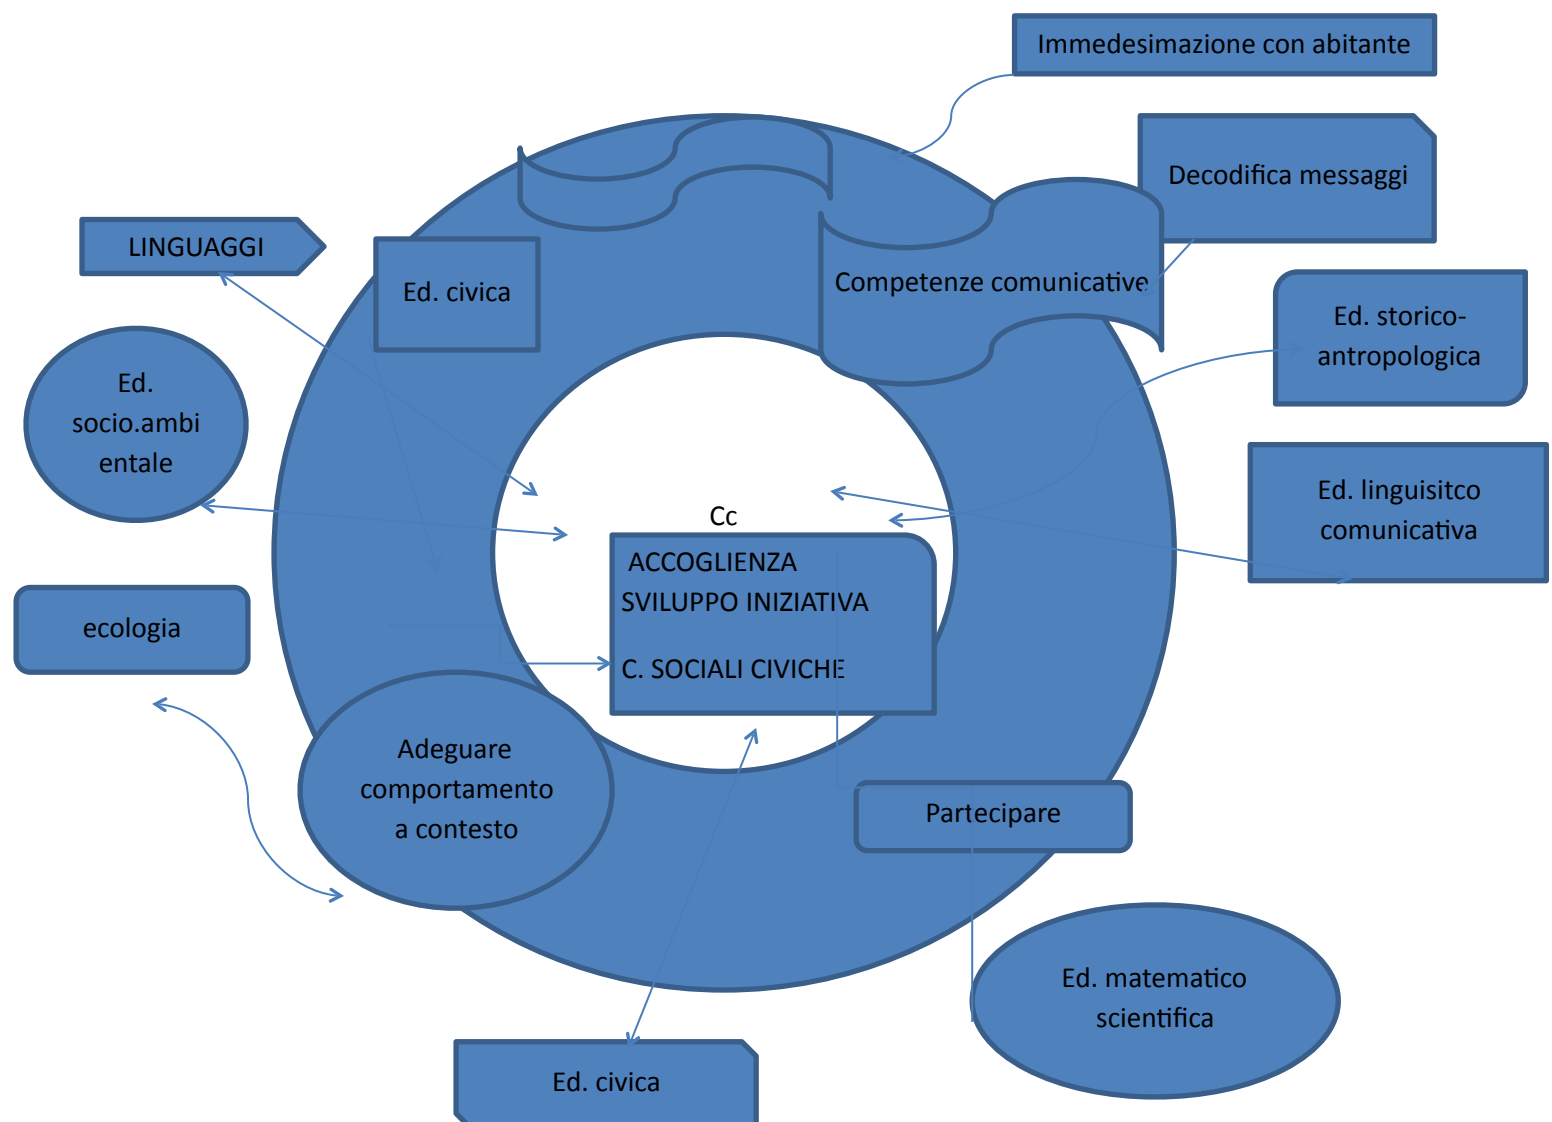 Immedesimazione con abitante
Decodifica messaggi
LINGUAGGI
Ed. civica
Competenze comunicative
Ed. storico-
antropologica
Ed.
socio.ambi
entale
Ed. linguisitco
comunicativa
Cc
ACCOGLIENZA
SVILUPPO INIZIATIVA
C. SOCIALI CIVICHE
ecologia
Adeguare
comportamento
a contesto
Partecipare
Ed. matematico
scientifica
Ed. civica